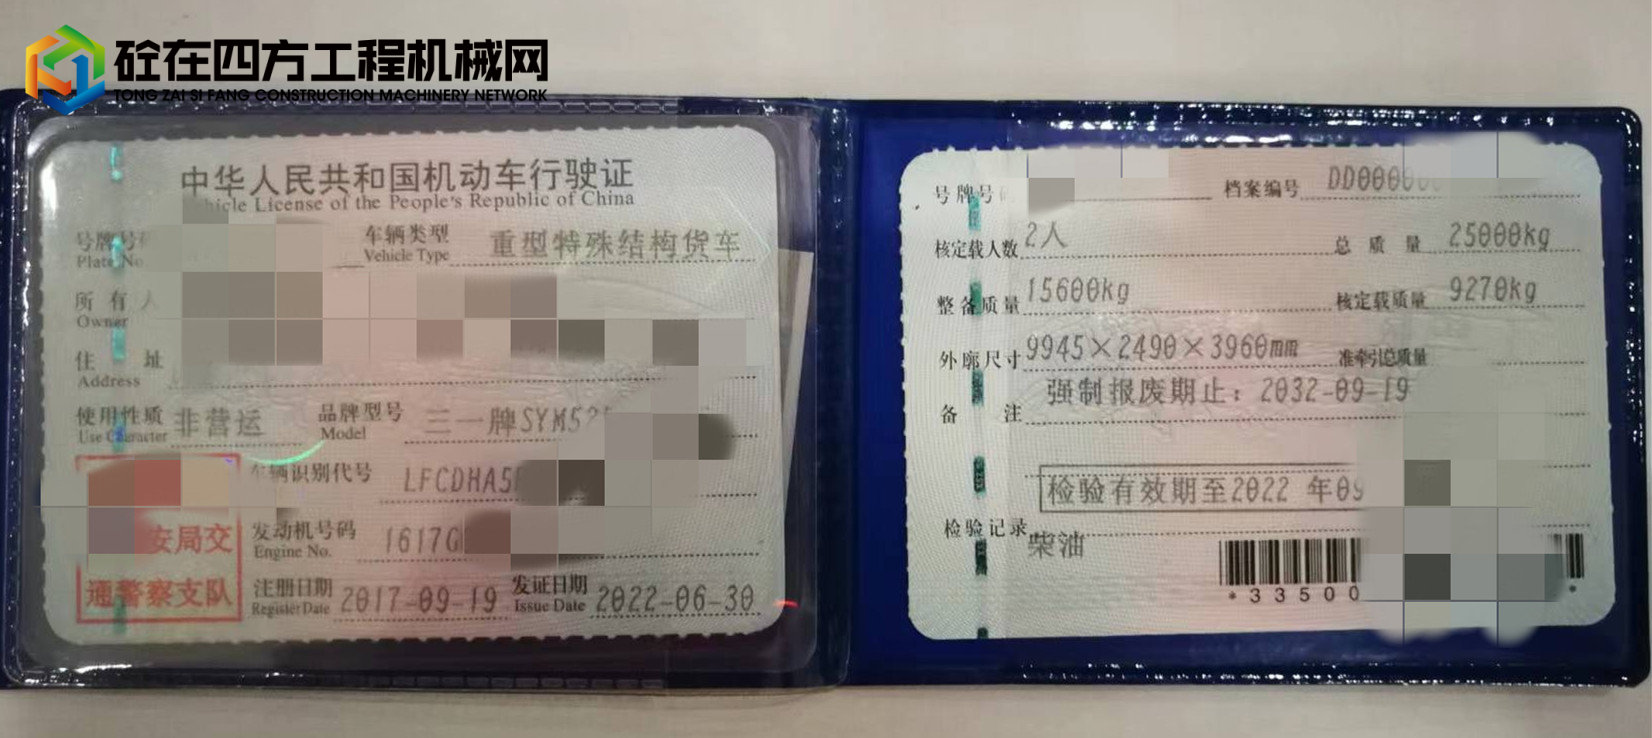 砼在四方工程机械网
TONG ZAI SI FANG CONSTRUCTION MACHINERY NETWORK
中华人民共和国机动车行驶证
Vehicle License of the People's Republic of China
号牌号码 车辆类型 重型特殊结构货车
Plate No. Vehicle Type
所有人
Owner
住址
Address
使用性质 非营运 品牌型号 三一牌SYM52
Use Character Model
车辆识别代号 LFCDHA5
安局交
通警察支队
发动机号码 1617G
Engine No.
注册日期 2017-09-19 发证日期 2022-06-30
Register Date Issue Date
号牌号码 档案编号 DD00000
核定载人数 2人 总质量 25000kg
整备质量 15600kg 核定载质量 9270kg
外廓尺寸 9945×2490×3960mm 准牵引总质量
备注 强制报废期止：2032-09-19
检验有效期至2022 年09
检验记录
柴油
*33500 *